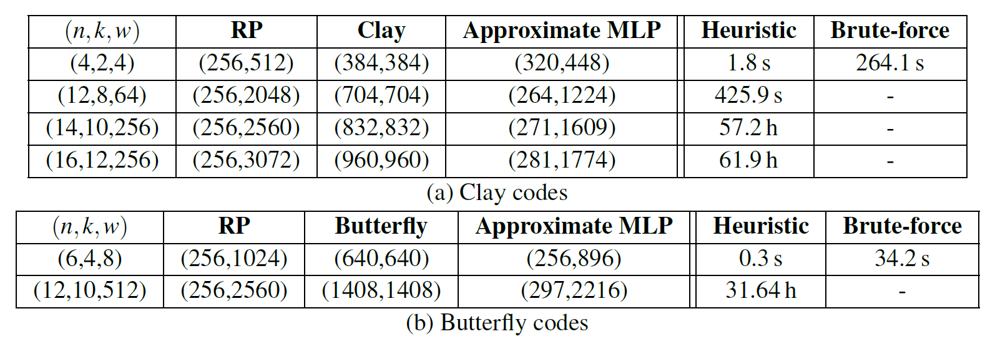 (n, k, w) RP Clay Approximate MLP Heuristic Brute-force
(4,2,4) (256,512) (384,384) (320,448) 1.8 s 264.1 s
(12,8,64) (256,2048) (704,704) (264,1224) 425.9 s -
(14,10,256) (256,2560) (832,832) (271,1609) 57.2 h -
(16,12,256) (256,3072) (960,960) (281,1774) 61.9 h -
(a) Clay codes
(n, k, w) RP Butterfly Approximate MLP Heuristic Brute-force
(6,4,8) (256,1024) (640,640) (256,896) 0.3 s 34.2 s
(12,10,512) (256,2560) (1408,1408) (297,2216) 31.64 h -
(b) Butterfly codes